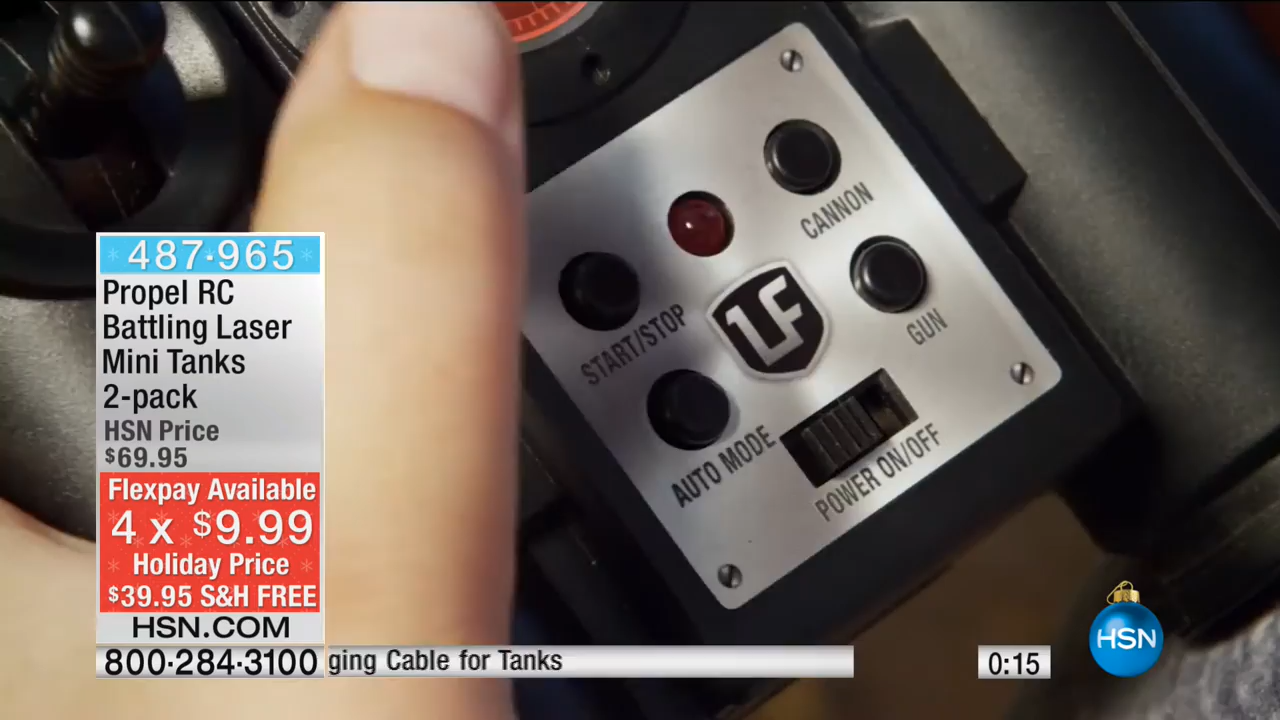 CANNON
GUN
START/STOP
LF
AUTO MODE
POWER ON/OFF
487-965
Propel RC
Battling Laser
Mini Tanks
2-pack
HSN Price
$69.95
Flexpay Available
4 x $9.99
Holiday Price
$39.95 S&H FREE
HSN.COM
800-284-3100
ging Cable for Tanks
0:15
HSN